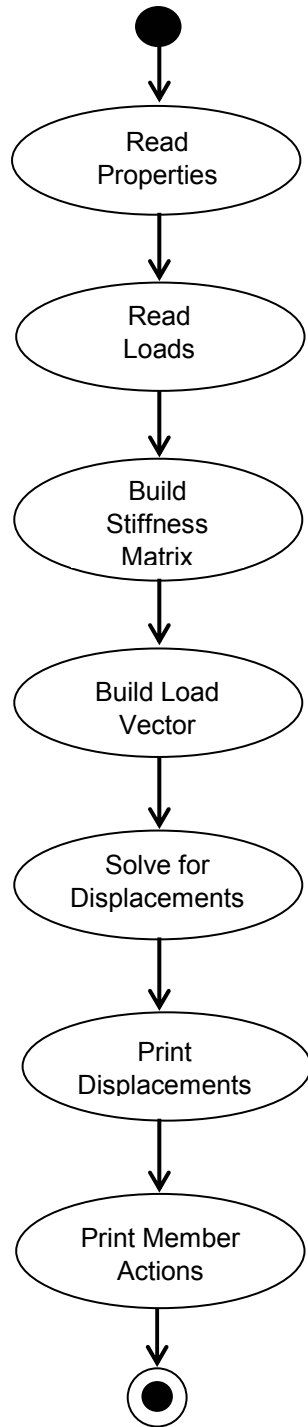 Read
Properties
Read
Loads
Build
Stiffness
Matrix
Build Load
Vector
Solve for
Displacements
Print
Displacements
Print Member
Actions